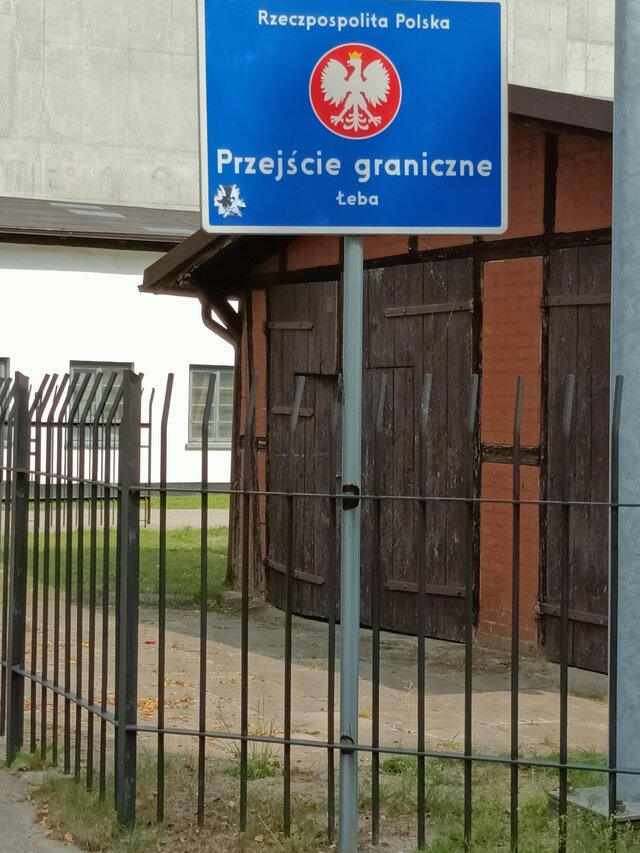 Rzeczpospolita Polska
Przejście graniczne
Łeba